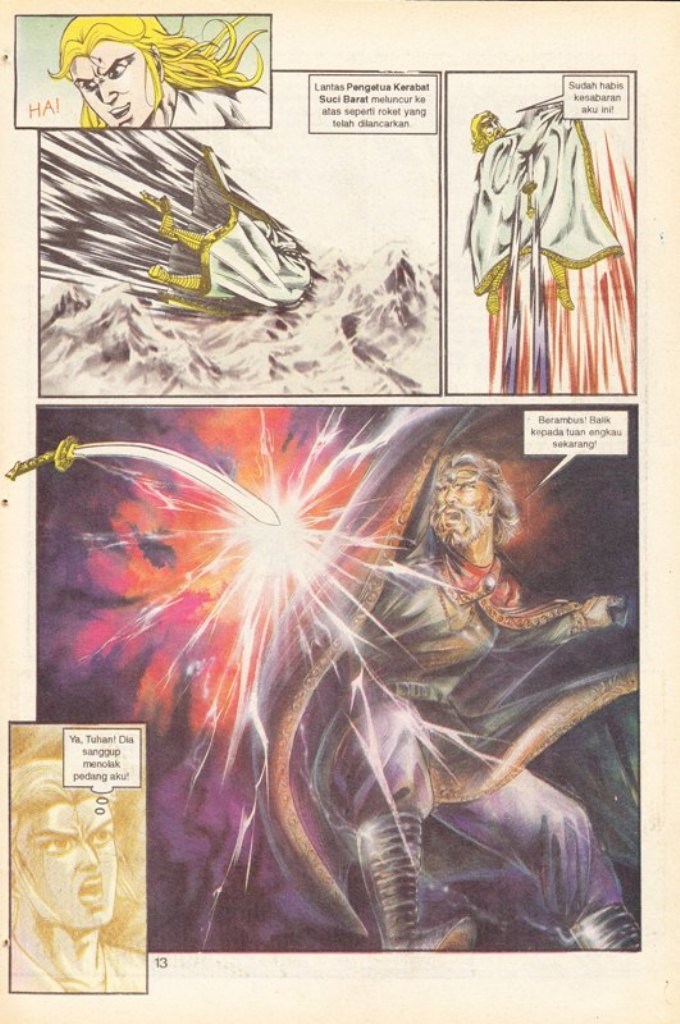 HA!
Lantas Pengetua Kerabat
Suci Barat meluncur ke
atas seperti roket yang
telah dilancarkan.
Sudah habis
kesabaran
aku ini!
Berambus! Balik
kepada tuan engkau
sekarang!
Ya, Tuhan! Dia
sanggup
menolak
pedang aku!
13